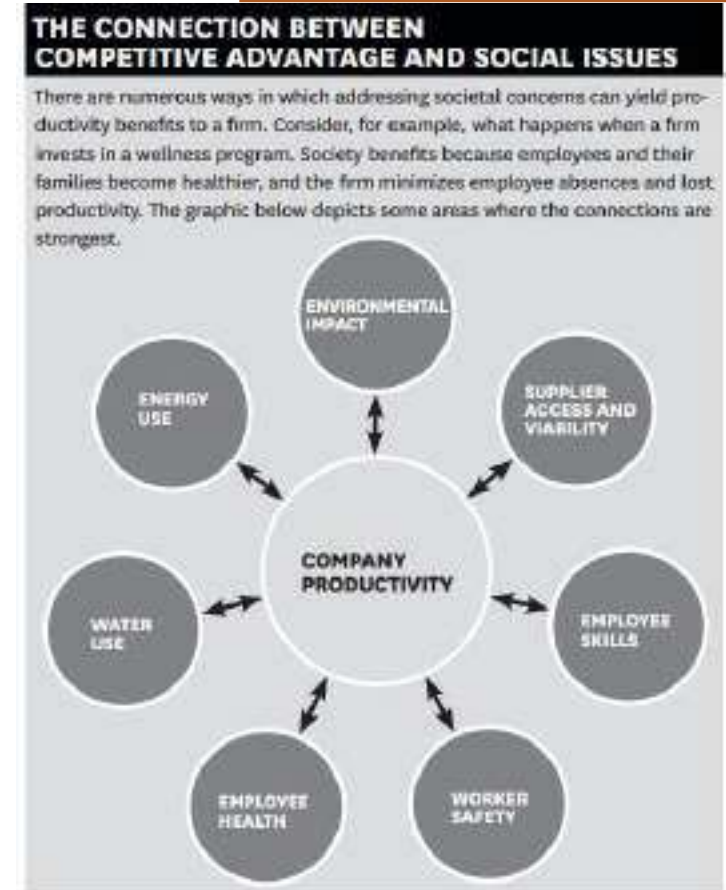 THE CONNECTION BETWEEN
COMPETITIVE ADVANTAGE AND SOCIAL ISSUES
There are numerous ways in which addressing societal concerns can yield pro-
ductivity benefits to a firm. Consider, for example, what happens when a firm
invests in a wellness program. Society benefits because employees and their
families become healthier, and the firm minimizes employee absences and lost
productivity. The graphic below depicts some areas where the connections are
strongest.
ENVIRONMENTAL
IMPACT
SUPPLIER
ACCESS AND
VIABILITY
EMPLOYEE
SKILLS
WORKER
SAFETY
EMPLOYEE
HEALTH
WATER
USE
ENERGY
USE
COMPANY
PRODUCTIVITY